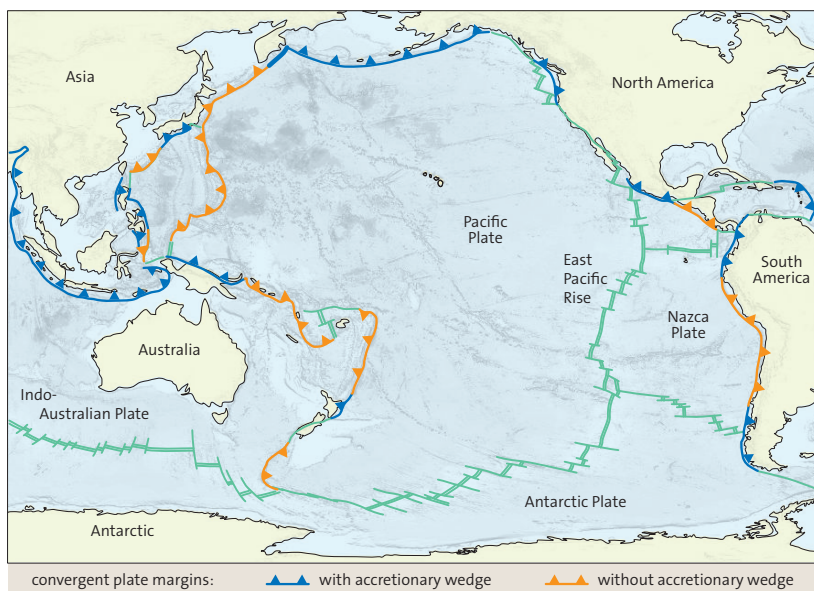 Asia
North America
Pacific
Plate
East
Pacific
Rise
South
America
Nazca
Plate
Australia
Indo-
Australian Plate
Antarctic Plate
Antarctic
convergent plate margins: with accretionary wedge without accretionary wedge